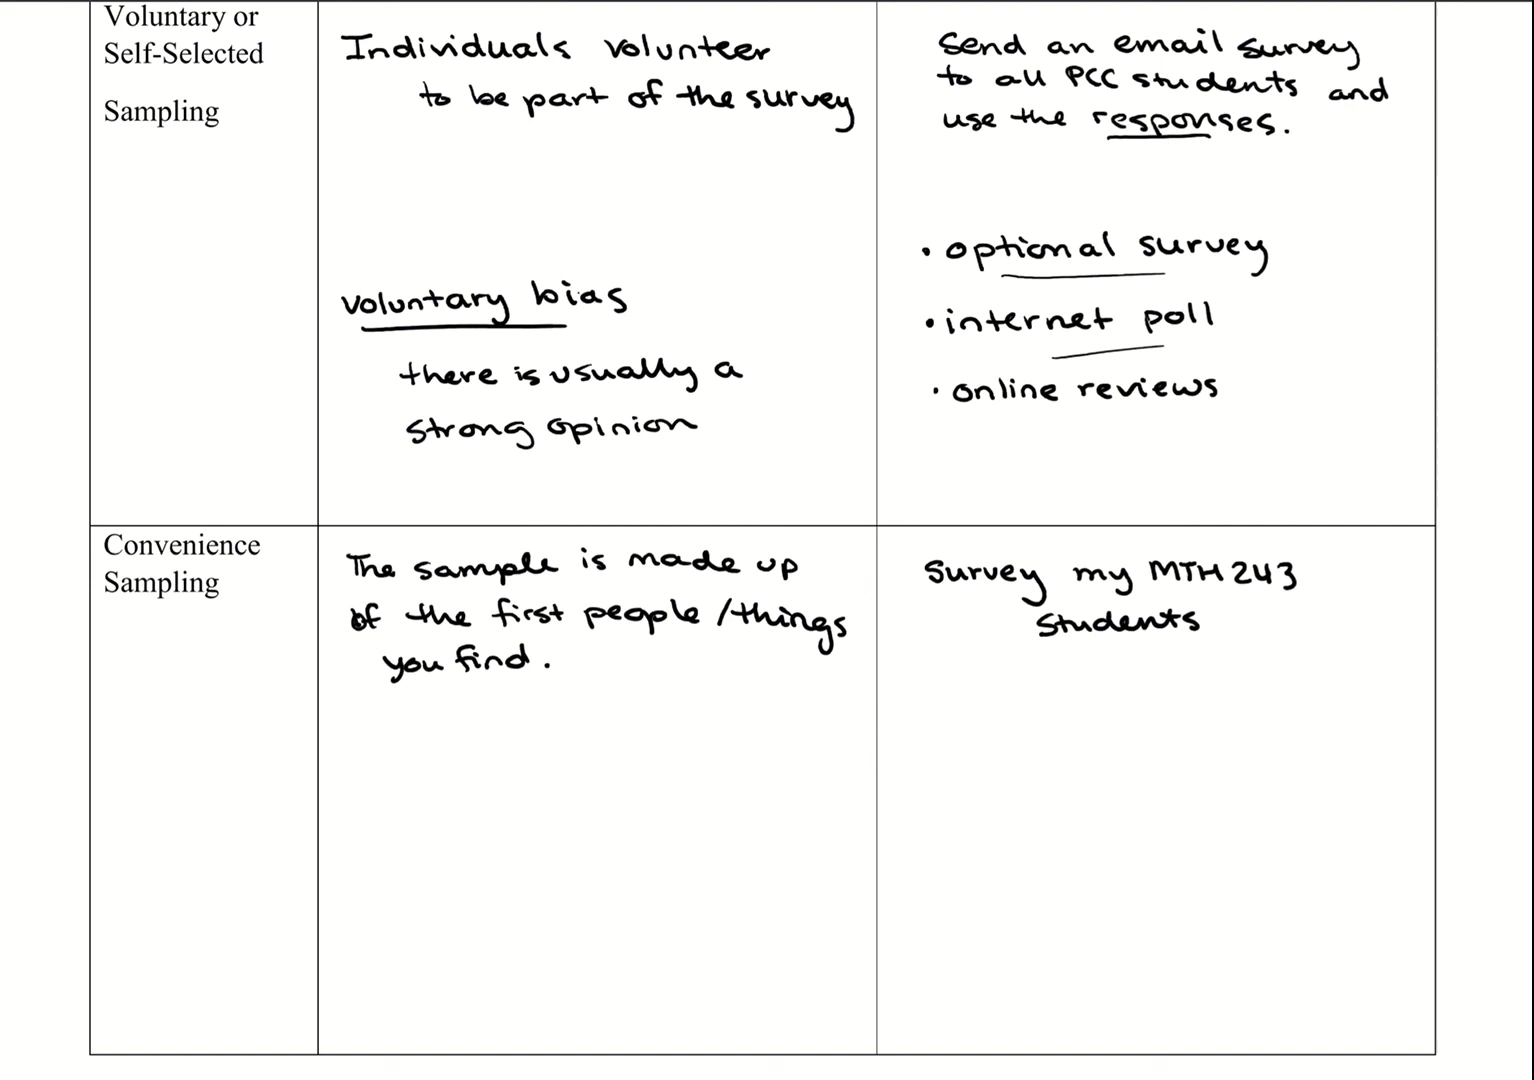 Voluntary or
Self-Selected
Sampling
Individuals volunteer
to be part of the survey
voluntary bias
there is usually a
strong opinion
Send an email survey
to all PCC students and
use the responses.
• optional survey
• internet poll
• online reviews
Convenience
Sampling
The sample is made up
of the first people/things
you find.
Survey my MTH 243
students